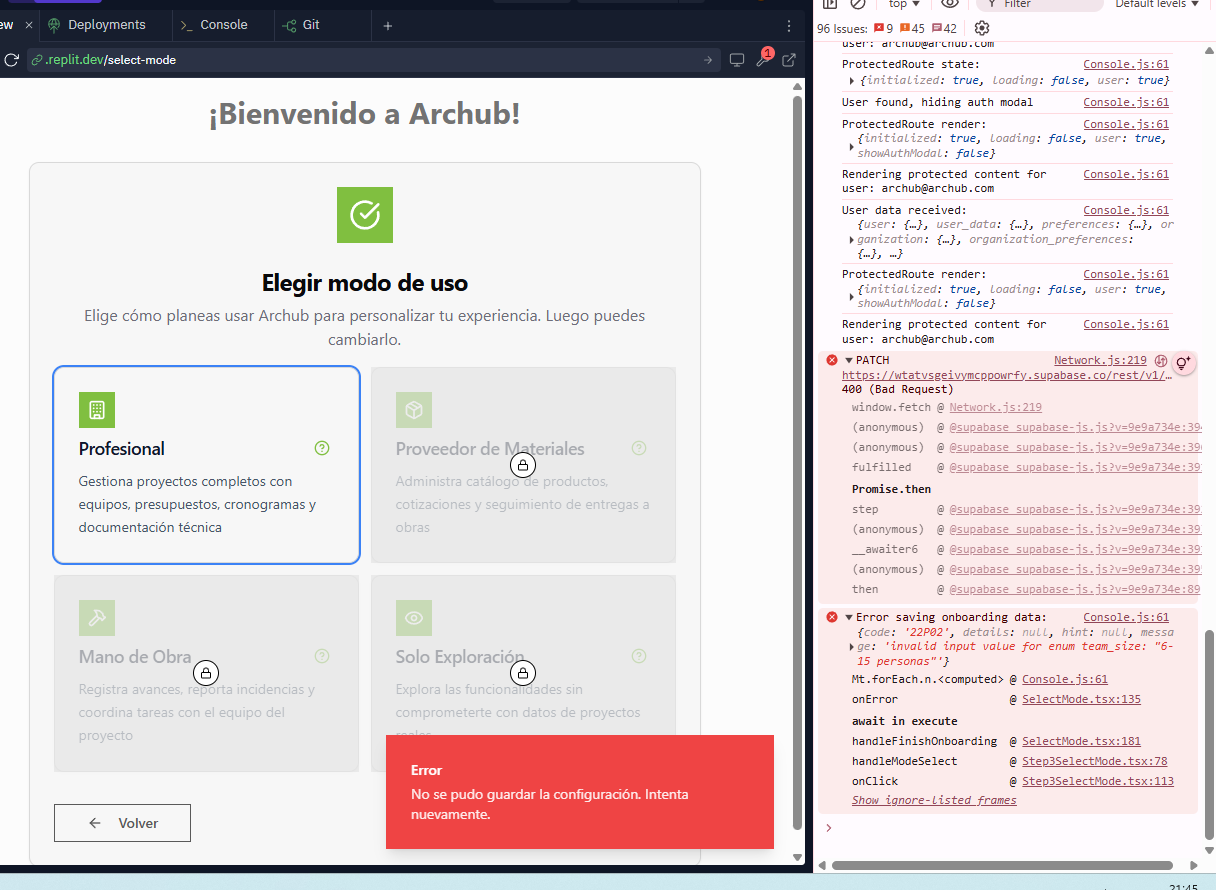 ew × Deployments Console Git +
.replit.dev/select-mode 1
¡Bienvenido a Archub!
Elegir modo de uso
Elige cómo planeas usar Archub para personalizar tu experiencia. Luego puedes
cambiarlo.
Profesional
Gestiona proyectos completos con
equipos, presupuestos, cronogramas y
documentación técnica
Proveedor de Materiales
Administra catálogo de productos,
cotizaciones y seguimiento de entregas a
obras
Mano de Obra
Registra avances, reporta incidencias y
coordina tareas con el equipo del
proyecto
Solo Exploración
Explora las funcionalidades sin
comprometerte con datos de proyectos
reales
Volver
Error
No se pudo guardar la configuración. Intenta
nuevamente.
top Filter Default levels
96 Issues: 9 45 42
user: archub@archub.com
ProtectedRoute state: Console.js:61
{initialized: true, loading: false, user: true}
User found, hiding auth modal Console.js:61
ProtectedRoute render: Console.js:61
{initialized: true, loading: false, user: true,
showAuthModal: false}
Rendering protected content for Console.js:61
user: archub@archub.com
User data received: Console.js:61
{user: {…}, user_data: {…}, preferences: {…}, or
ganization: {…}, organization_preferences:
{…}, …}
ProtectedRoute render: Console.js:61
{initialized: true, loading: false, user: true,
showAuthModal: false}
Rendering protected content for Console.js:61
user: archub@archub.com
PATCH Network.js:219
https://wtatvsgeivymcppowrfy.supabase.co/rest/v1/…
400 (Bad Request)
window.fetch @ Network.js:219
(anonymous) @ @supabase_supabase-js.js?v=9e9a734e:39
(anonymous) @ @supabase_supabase-js.js?v=9e9a734e:39
fulfilled @ @supabase_supabase-js.js?v=9e9a734e:39
Promise.then
step @ @supabase_supabase-js.js?v=9e9a734e:39
(anonymous) @ @supabase_supabase-js.js?v=9e9a734e:39
__awaiter6 @ @supabase_supabase-js.js?v=9e9a734e:39
(anonymous) @ @supabase_supabase-js.js?v=9e9a734e:39
then @ @supabase_supabase-js.js?v=9e9a734e:89
Error saving onboarding data: Console.js:61
{code: '22P02', details: null, hint: null, messa
ge: 'invalid input value for enum team_size: "6-
15 personas"'}
Mt.forEach.n.<computed> @ Console.js:61
onError @ SelectMode.tsx:135
await in execute
handleFinishOnboarding @ SelectMode.tsx:181
handleModeSelect @ Step3SelectMode.tsx:78
onClick @ Step3SelectMode.tsx:113
Show ignore-listed frames
21:45